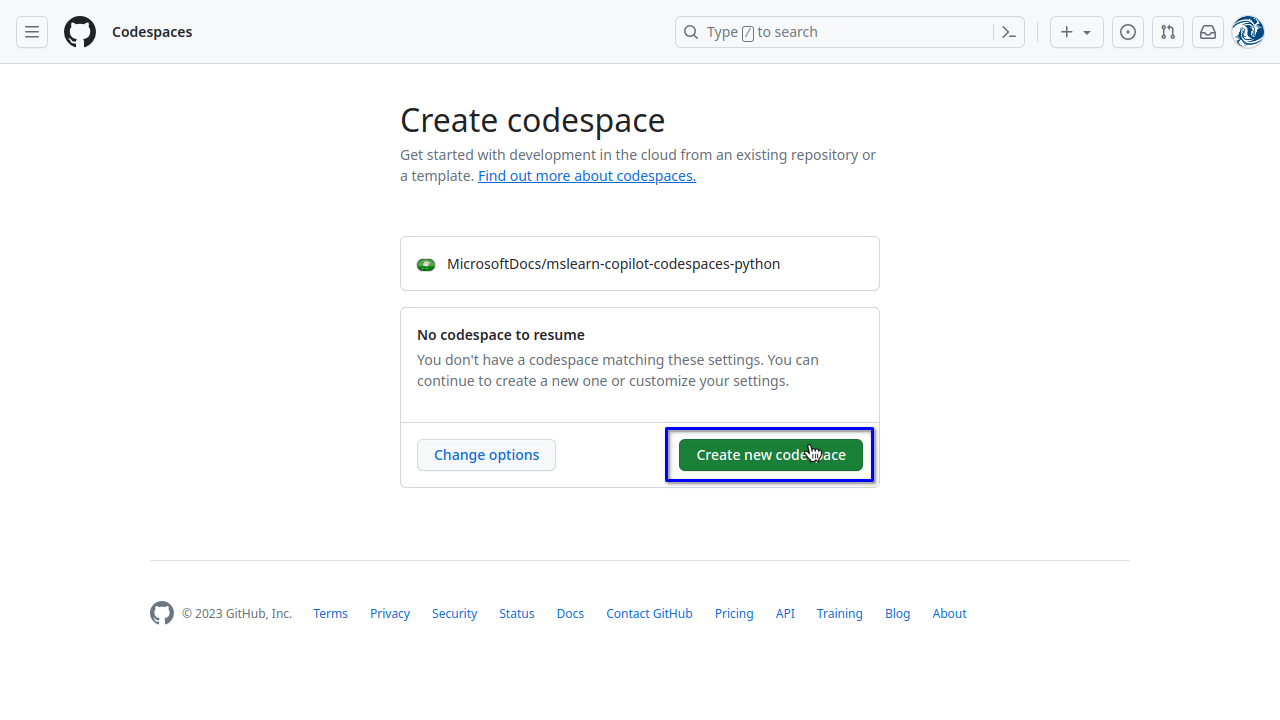 Codespaces
Type / to search
Create codespace
Get started with development in the cloud from an existing repository or
a template. Find out more about codespaces.
MicrosoftDocs/mslearn-copilot-codespaces-python
No codespace to resume
You don't have a codespace matching these settings. You can
continue to create a new one or customize your settings.
Change options
Create new codespace
© 2023 GitHub, Inc. Terms Privacy Security Status Docs Contact GitHub Pricing API Training Blog About